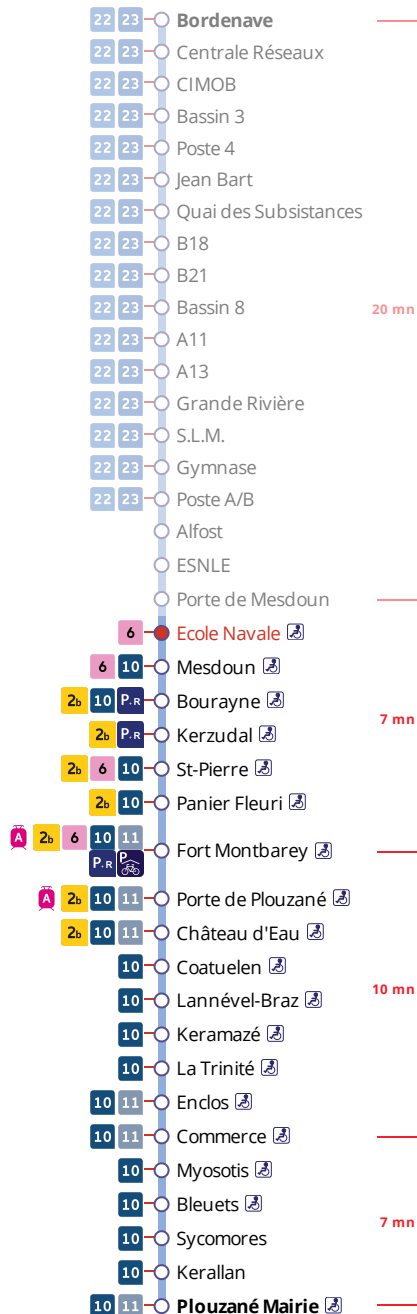 22 23 Bordenave
22 23 Centrale Réseaux
22 23 CIMOB
22 23 Bassin 3
22 23 Poste 4
22 23 Jean Bart
22 23 Quai des Subsistances
22 23 B18
22 23 B21
22 23 Bassin 8 20 mn
22 23 A11
22 23 A13
22 23 Grande Rivière
22 23 S.L.M.
22 23 Gymnase
22 23 Poste A/B
Alfost
ESNLE
Porte de Mesdoun
6 Ecole Navale
6 10 Mesdoun
2b 10 P+R Bourayne 7 mn
2b P+R Kerzudal
2b 6 10 St-Pierre
2b 10 Panier Fleuri
A 2b 6 10 11
P+R P Fort Montbarey
A 2b 10 11 Porte de Plouzané
2b 10 11 Château d'Eau
10 Coatuelen
10 Lannével-Braz 10 mn
10 Keramazé
10 La Trinité
10 11 Enclos
10 11 Commerce
10 Myosotis
10 Bleuets
10 Sycomores 7 mn
10 Kerallan
10 11 Plouzané Mairie